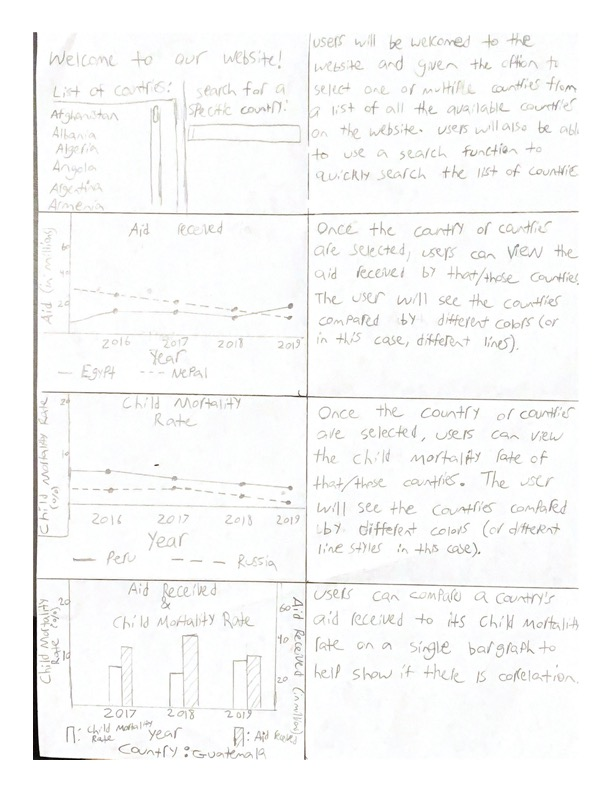 Welcome to our website!
List of countries:
Afghanistan
Albania
Algeria
Angola
Argentina
Armenia
search for a
specific country:
users will be welcomed to the
website and given the option to
select one or multiple countries from
a list of all the available countries
on the website. users will also be able
to use a search function to
quickly search the list of countries
Aid received
Aid (in millions)
60
40
20
2016 2017 2018 2019
Year
Egypt Nepal
Once the country or countries
are selected, users can view the
aid received by that/those countries.
The user will see the countries
compared by different colors (or
in this case, different lines).
Child Mortality
Rate
Child Mortality Rate
(%)
20
10
2016 2017 2018 2019
Year
Peru Russia
Once the country or countries
are selected, users can view
the child mortality rate of
that/those countries. The user
will see the countries compared
by different colors (or different
line styles in this case).
Aid Received
&
Child Mortality Rate
Child Mortality
Rate (%)
20
10
60
40
20
Aid Received (in millions)
2017 2018 2019
: Child Mortality
Rate
Year
: Aid
Country: Guatemala
users can compare a country's
aid received to its child mortality
rate on a single bar graph to
help show if there is correlation.